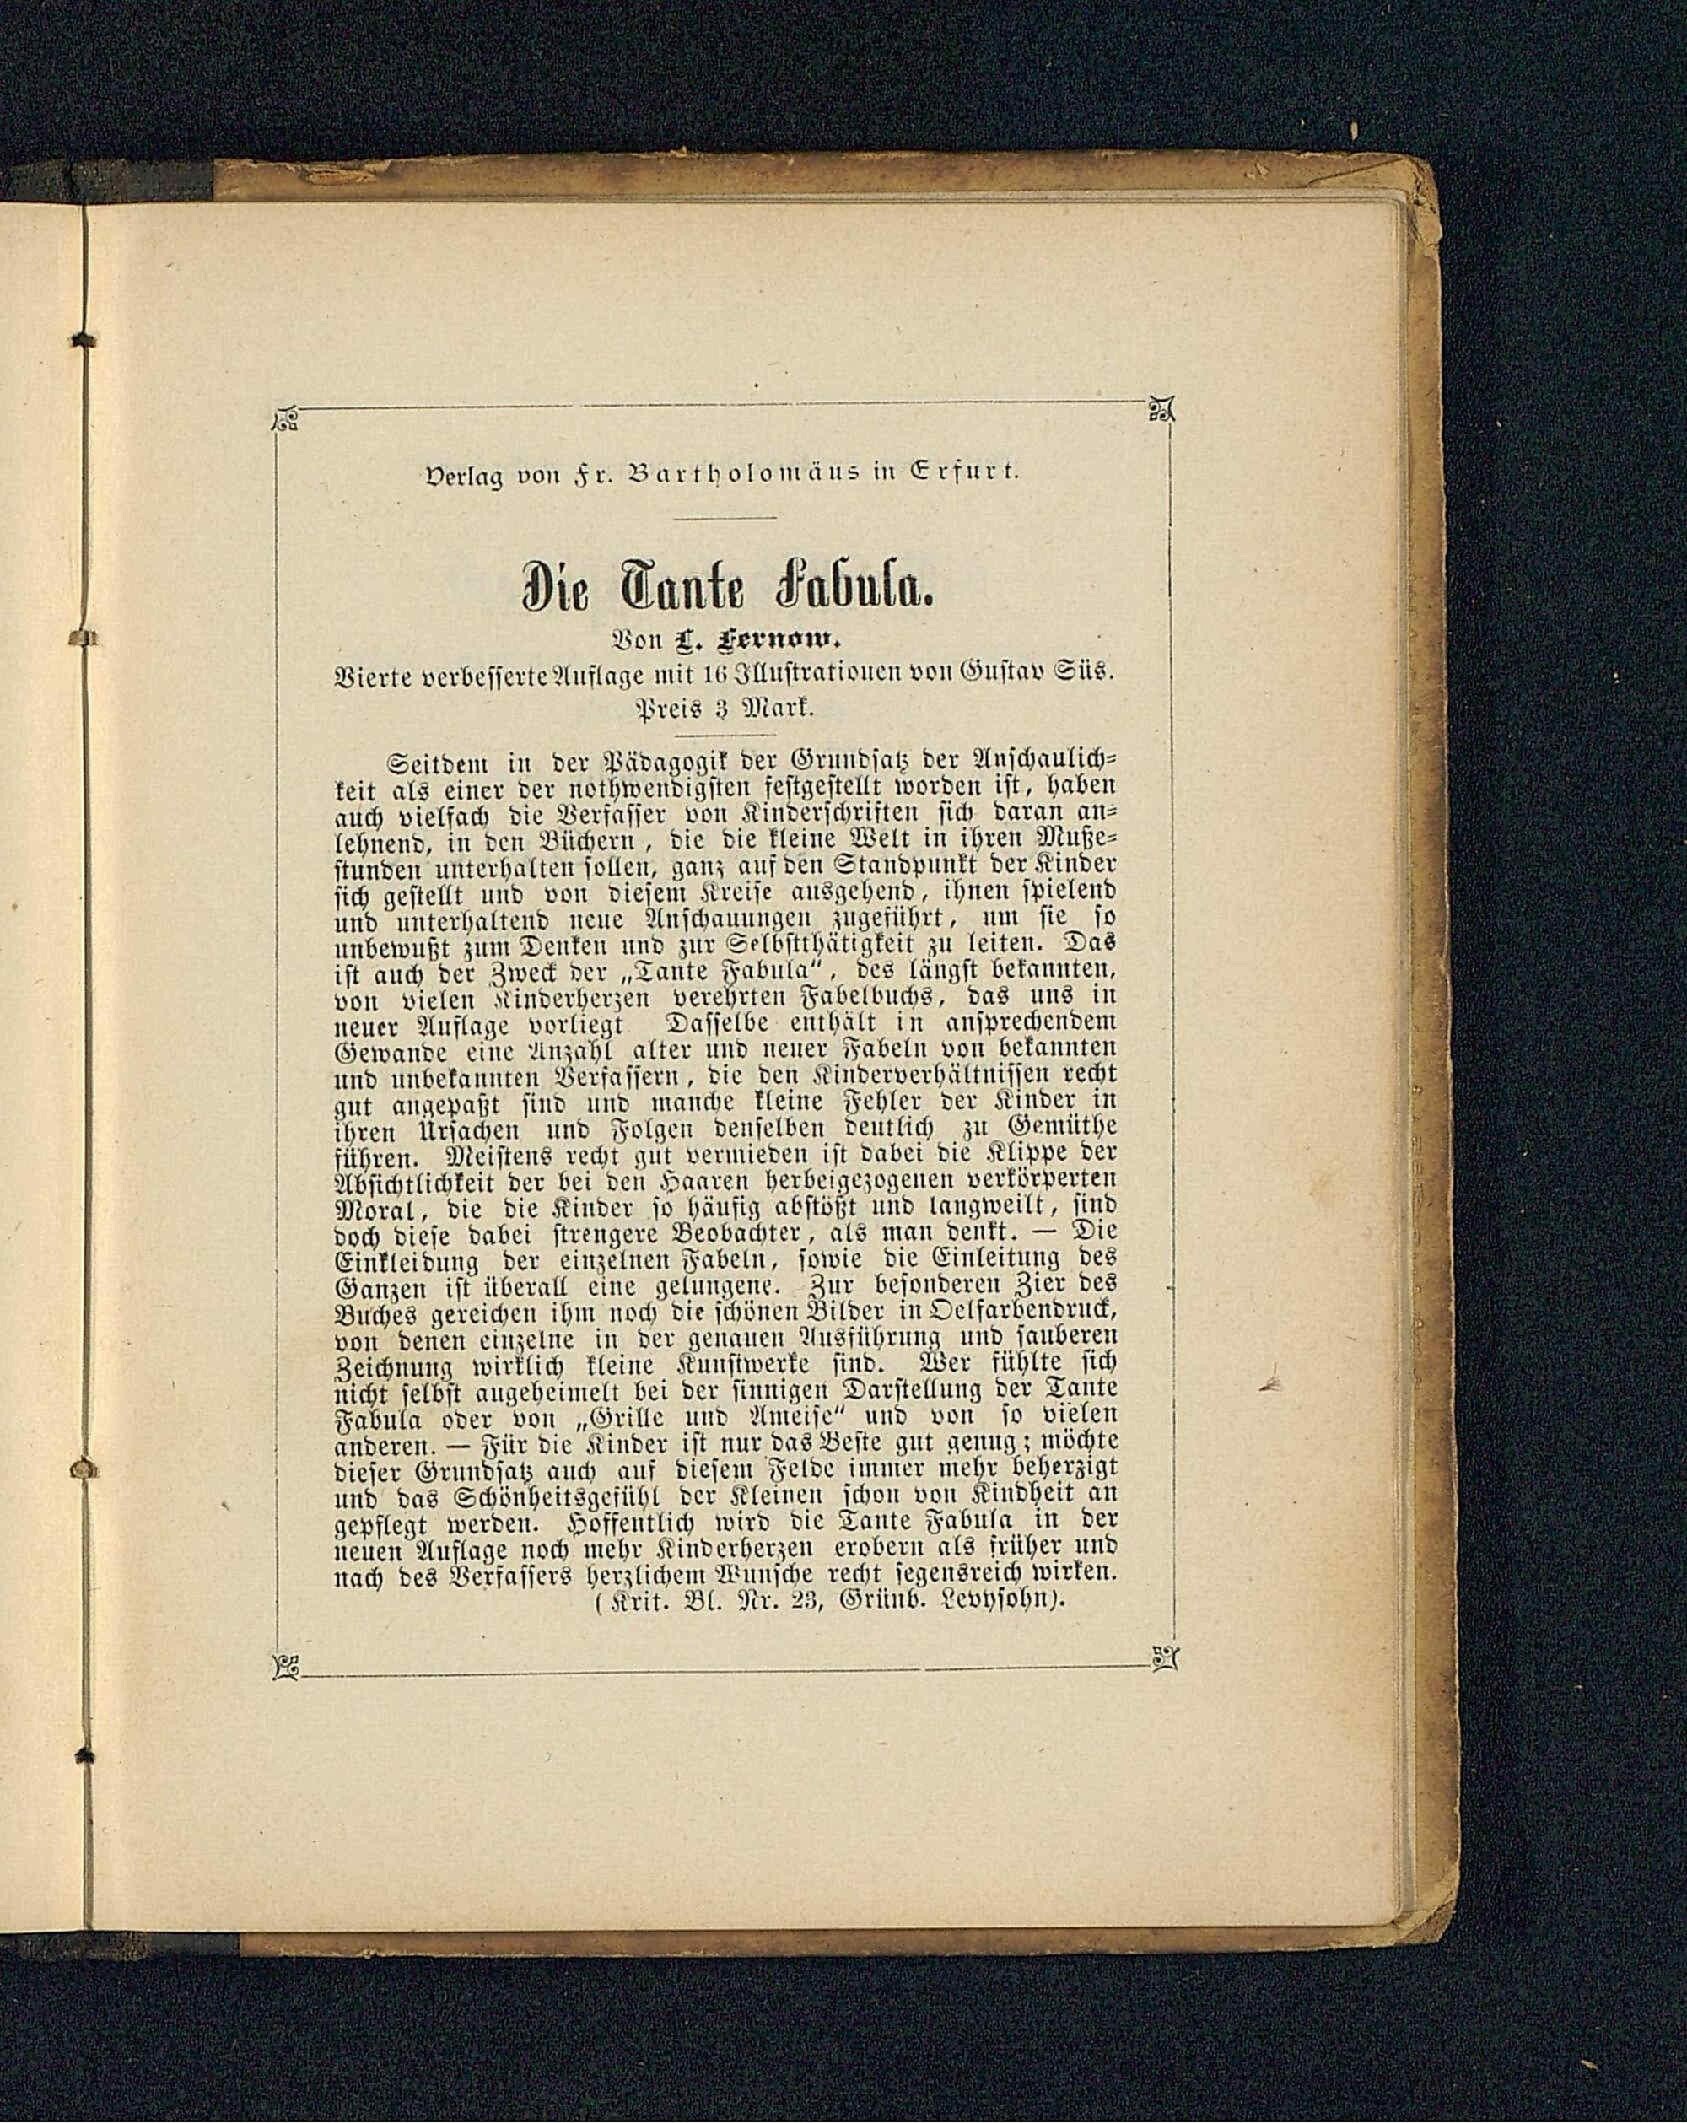 Verlag von Fr. Bartholomäus in Erfurt.
Die Tante Fabula.
Von L. Fernow.
Vierte verbesserte Auflage mit 16 Illustrationen von Gustav Süs.
Preis 3 Mark.
Seitdem in der Pädagogik der Grundsatz der Anschaulich-
keit als einer der nothwendigsten festgestellt worden ist, haben
auch vielfach die Verfasser von Kinderschriften sich daran an-
lehnend, in den Büchern, die die kleine Welt in ihren Muße-
stunden unterhalten sollen, ganz auf den Standpunkt der Kinder
sich gestellt und von diesem Kreise ausgehend, ihnen spielend
und unterhaltend neue Anschauungen zugeführt, um sie so
unbewußt zum Denken und zur Selbstthätigkeit zu leiten. Das
ist auch der Zweck der „Tante Fabula“, des längst bekannten,
von vielen Kinderherzen verehrten Fabelbuchs, das uns in
neuer Auflage vorliegt Dasselbe enthält in ansprechendem
Gewande eine Anzahl alter und neuer Fabeln von bekannten
und unbekannten Verfassern, die den Kinderverhältnissen recht
gut angepaßt sind und manche kleine Fehler der Kinder in
ihren Ursachen und Folgen denselben deutlich zu Gemüthe
führen. Meistens recht gut vermieden ist dabei die Klippe der
Absichtlichkeit der bei den Haaren herbeigezogenen verkörperten
Moral, die die Kinder so häufig abstößt und langweilt, sind
doch diese dabei strengere Beobachter, als man denkt. — Die
Einkleidung der einzelnen Fabeln, sowie die Einleitung des
Ganzen ist überall eine gelungene. Zur besonderen Zier des
Buches gereichen ihm noch die schönen Bilder in Oelfarbendruck,
von denen einzelne in der genauen Ausführung und sauberen
Zeichnung wirklich kleine Kunstwerke sind. Wer fühlte sich
nicht selbst angeheimelt bei der sinnigen Darstellung der Tante
Fabula oder von „Grille und Ameise“ und von so vielen
anderen. — Für die Kinder ist nur das Beste gut genug; möchte
dieser Grundsatz auch auf diesem Felde immer mehr beherzigt
und das Schönheitsgefühl der Kleinen schon von Kindheit an
gepflegt werden. Hoffentlich wird die Tante Fabula in der
neuen Auflage noch mehr Kinderherzen erobern als früher und
nach des Verfassers herzlichem Wunsche recht segensreich wirken.
(Krit. Bl. Nr. 23, Grünb. Levysohn).